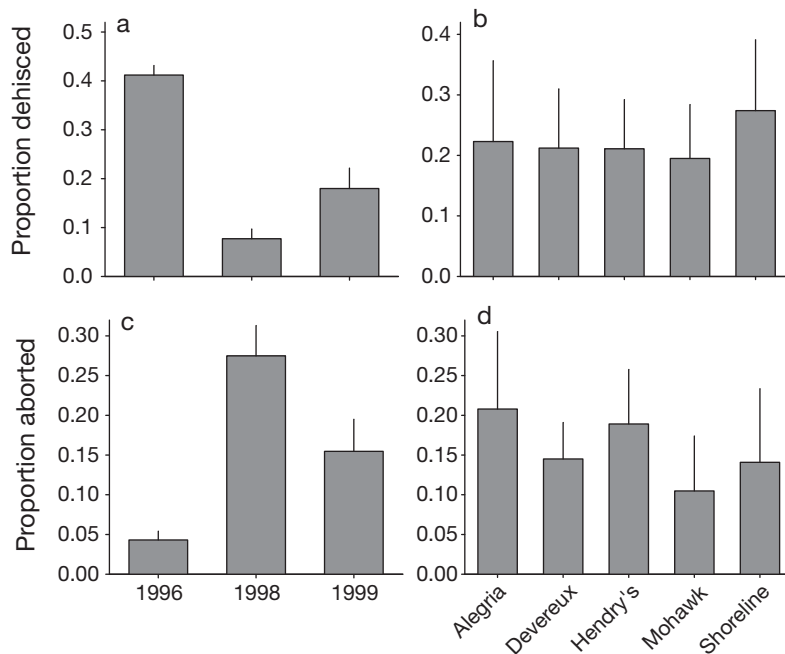 a
Proportion dehisced
0.5
0.4
0.3
0.2
0.1
0.0
b
0.4
0.3
0.2
0.1
0.0
c
Proportion aborted
0.30
0.25
0.20
0.15
0.10
0.05
0.00
1996 1998 1999
d
0.30
0.25
0.20
0.15
0.10
0.05
0.00
Alegria
Devereux
Hendry's
Mohawk
Shoreline